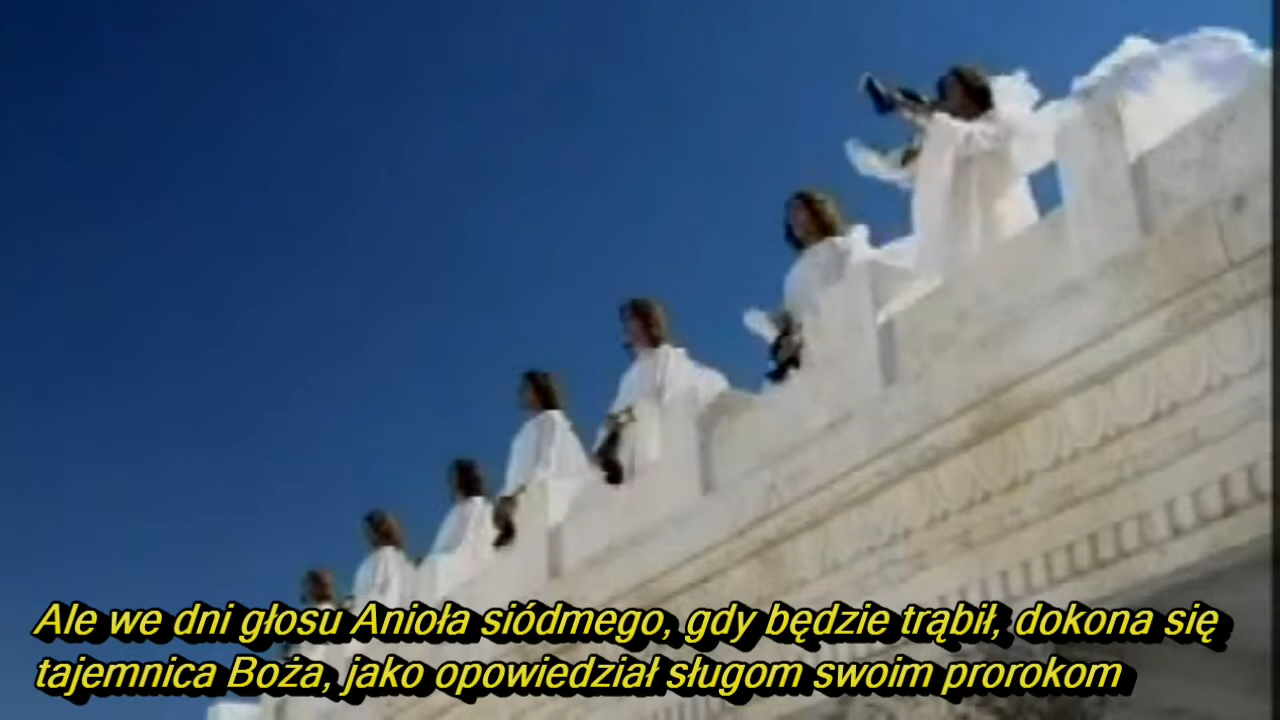 Ale we dni głosu Anioła siódmego, gdy będzie trąbił, dokona się
tajemnica Boża, jako opowiedział sługom swoim prorokom